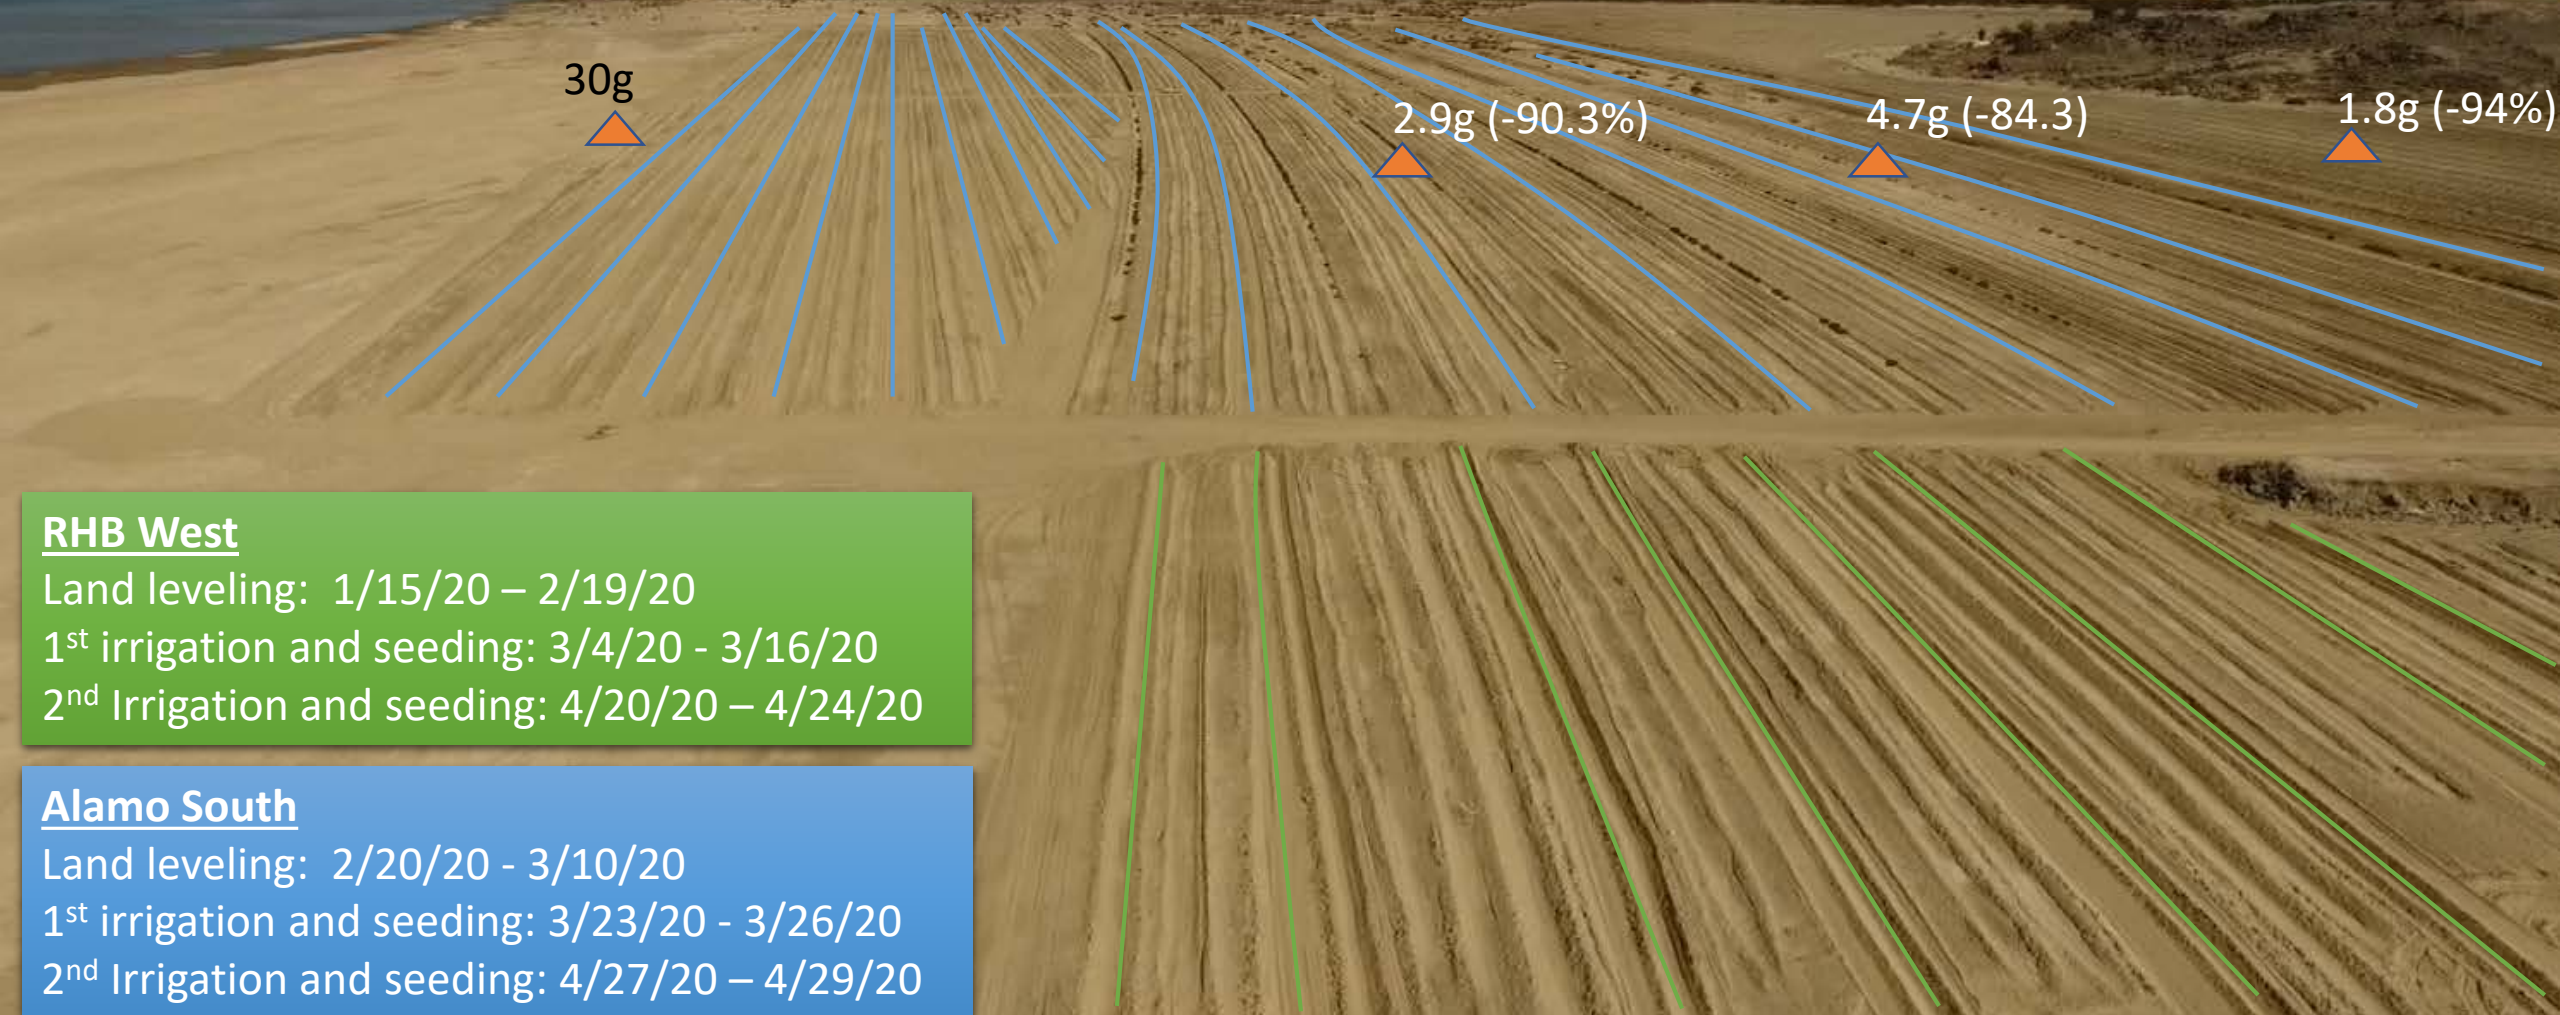 30g
2.9g (-90.3%)
4.7g (-84.3)
1.8g (-94%)
RHB West
Land leveling:  1/15/20 – 2/19/20
1st irrigation and seeding: 3/4/20 - 3/16/20
2nd Irrigation and seeding: 4/20/20 – 4/24/20
Alamo South
Land leveling:  2/20/20 - 3/10/20
1st irrigation and seeding: 3/23/20 - 3/26/20
2nd Irrigation and seeding: 4/27/20 – 4/29/20